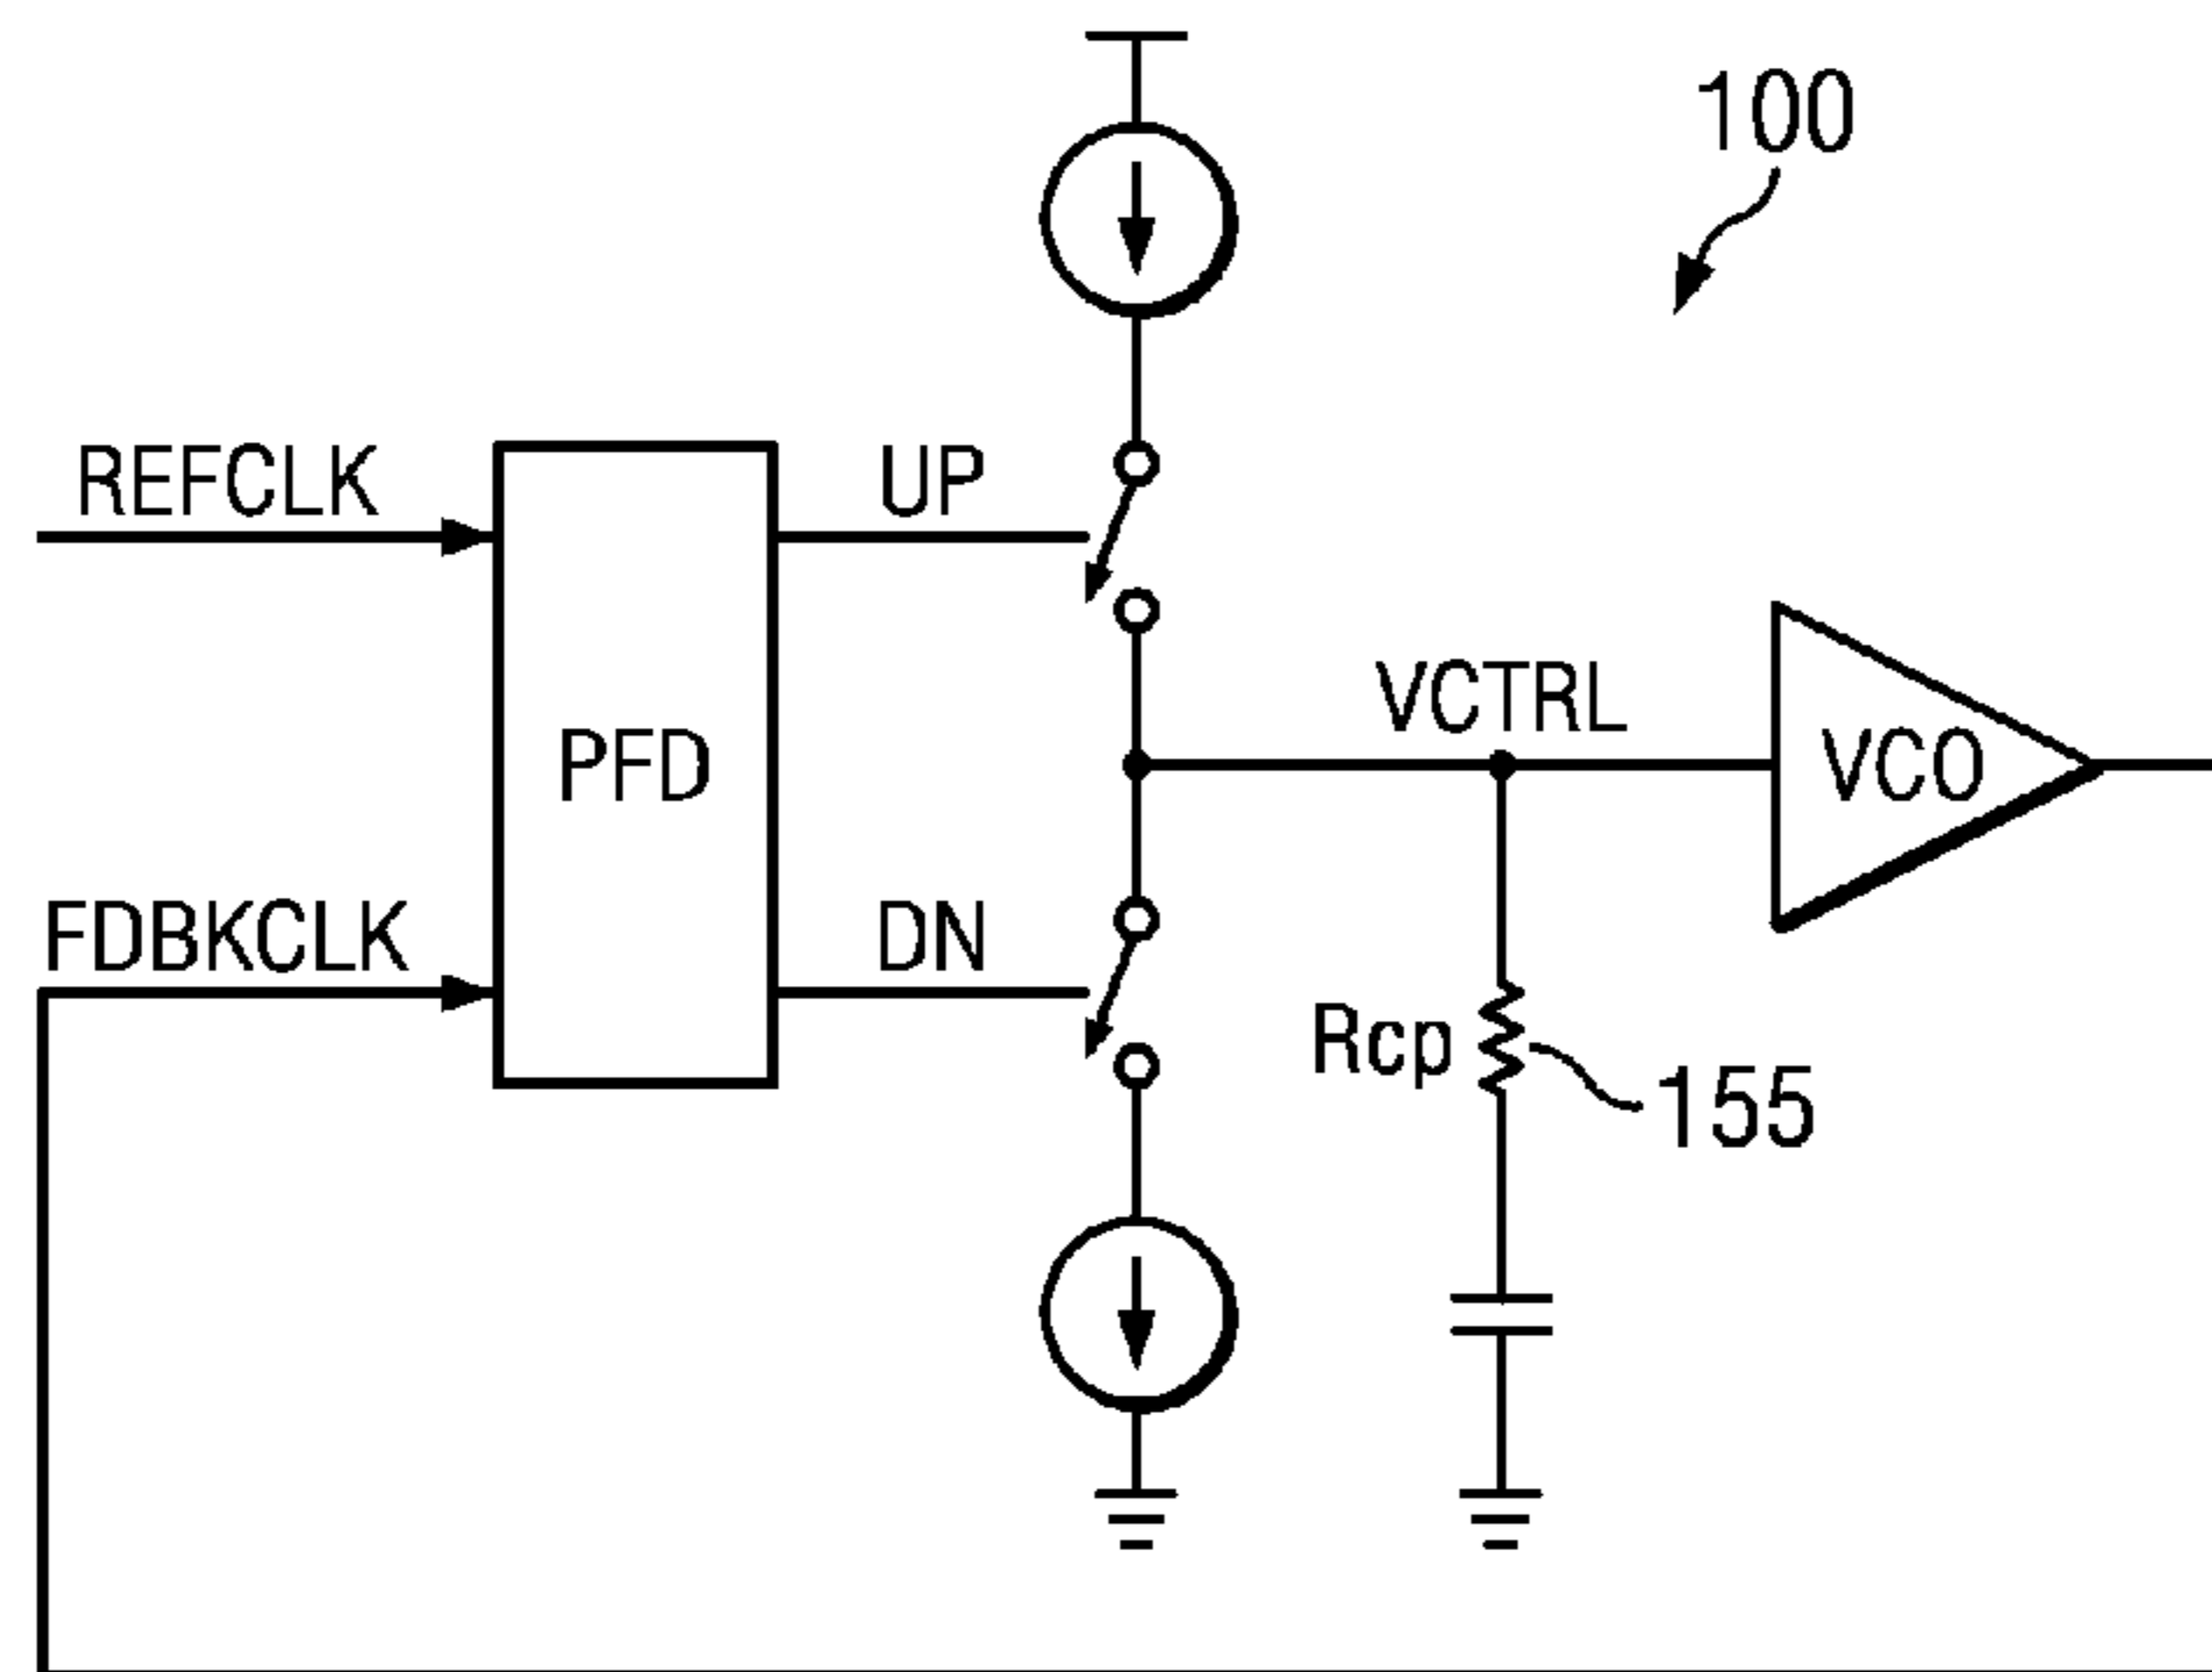 100
REFCLK
UP
PFD
VCTRL
VCO
FDBKCLK
DN
Rcp
155